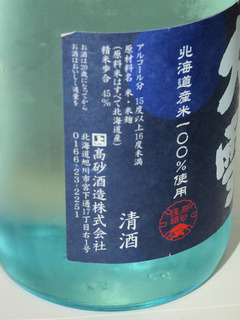 北海道産米一〇〇%使用
アルコール分 15度以上16度未満
原材料名 米・米麹
(原料米はすべて北海道産)
精米歩合 45%
高砂酒造株式会社
北海道旭川市宮下通17丁目右1号
0166-23-2251
清酒
お酒は20歳になってから
お酒はおいしく適量を